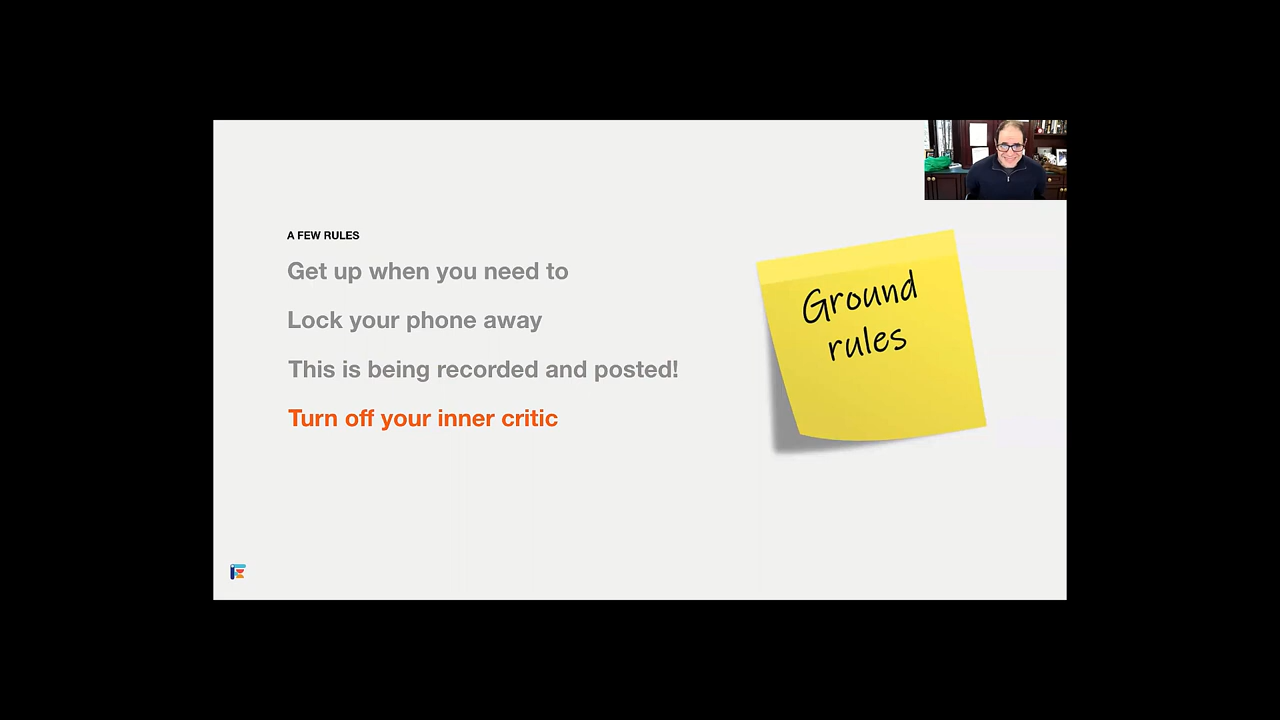 A FEW RULES
Get up when you need to
Lock your phone away
This is being recorded and posted!
Turn off your inner critic
Ground
rules